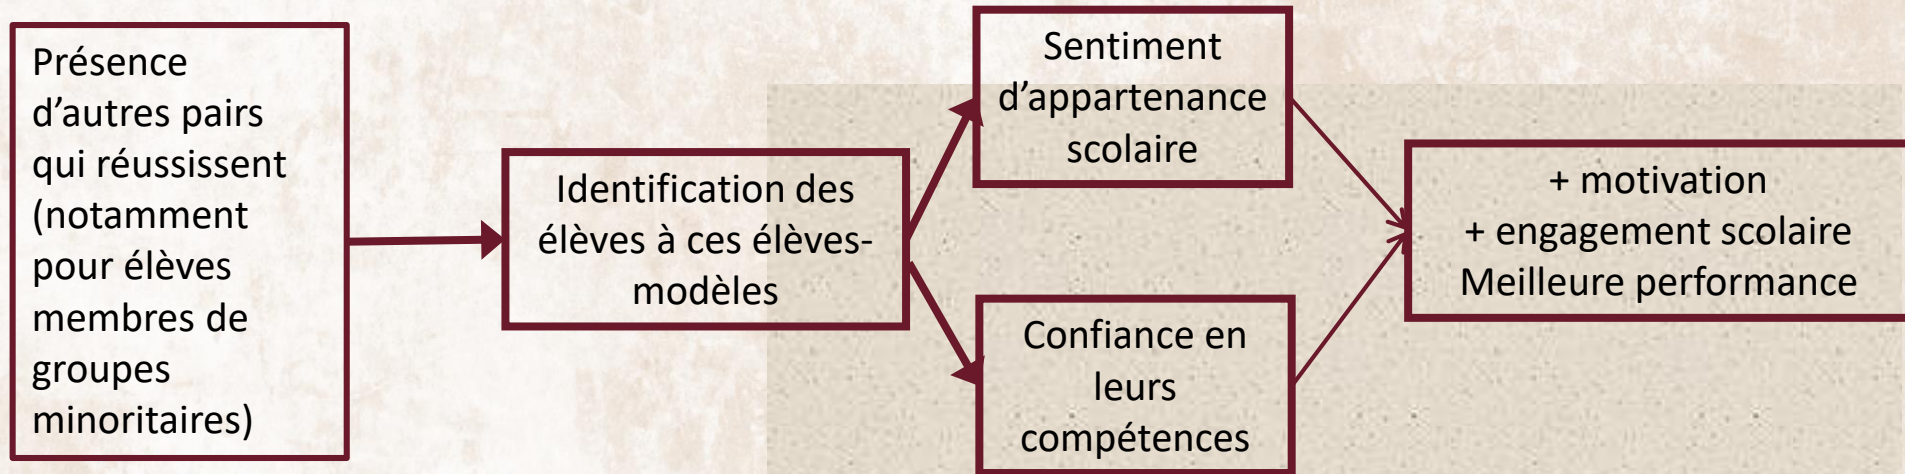 Présence
d’autres pairs
qui réussissent
(notamment
pour élèves
membres de
groupes
minoritaires)
Identification des
élèves à ces élèves-
modèles
Sentiment
d’appartenance
scolaire
Confiance en
leurs
compétences
+ motivation
+ engagement scolaire
Meilleure performance